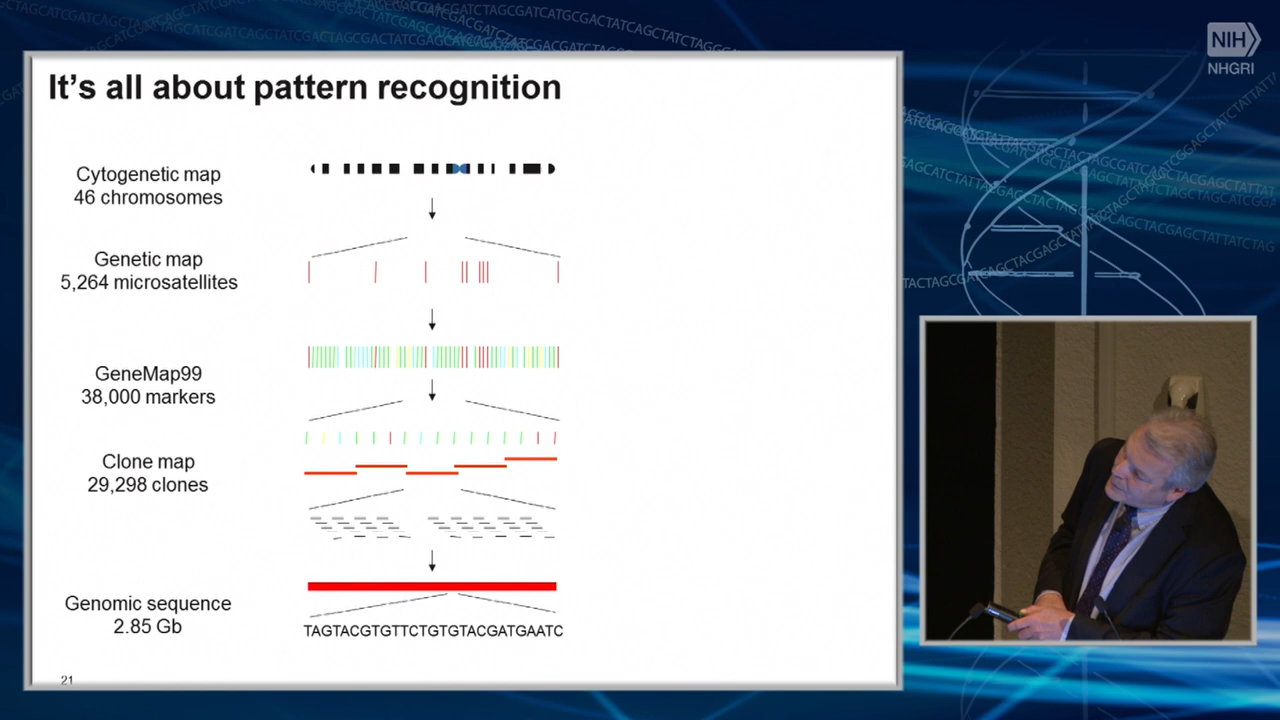 It's all about pattern recognition
Cytogenetic map
46 chromosomes
Genetic map
5,264 microsatellites
GeneMap99
38,000 markers
Clone map
29,298 clones
Genomic sequence
2.85 Gb
TAGTACGTGTTCTGTGTACGATGAATC
21
NIH
NHGRI